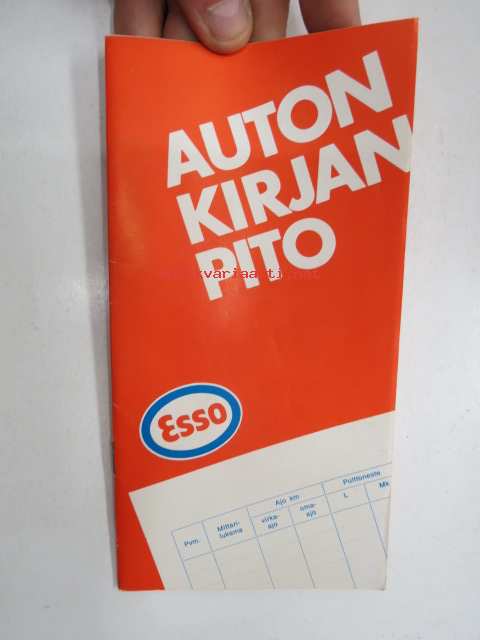 AUTON
KIRJAN
PITO
Esso
Ajo km
Polttoneste
Pvm.
Mittari-
lukema
virka-
ajo
oma-
ajo
L
Mk